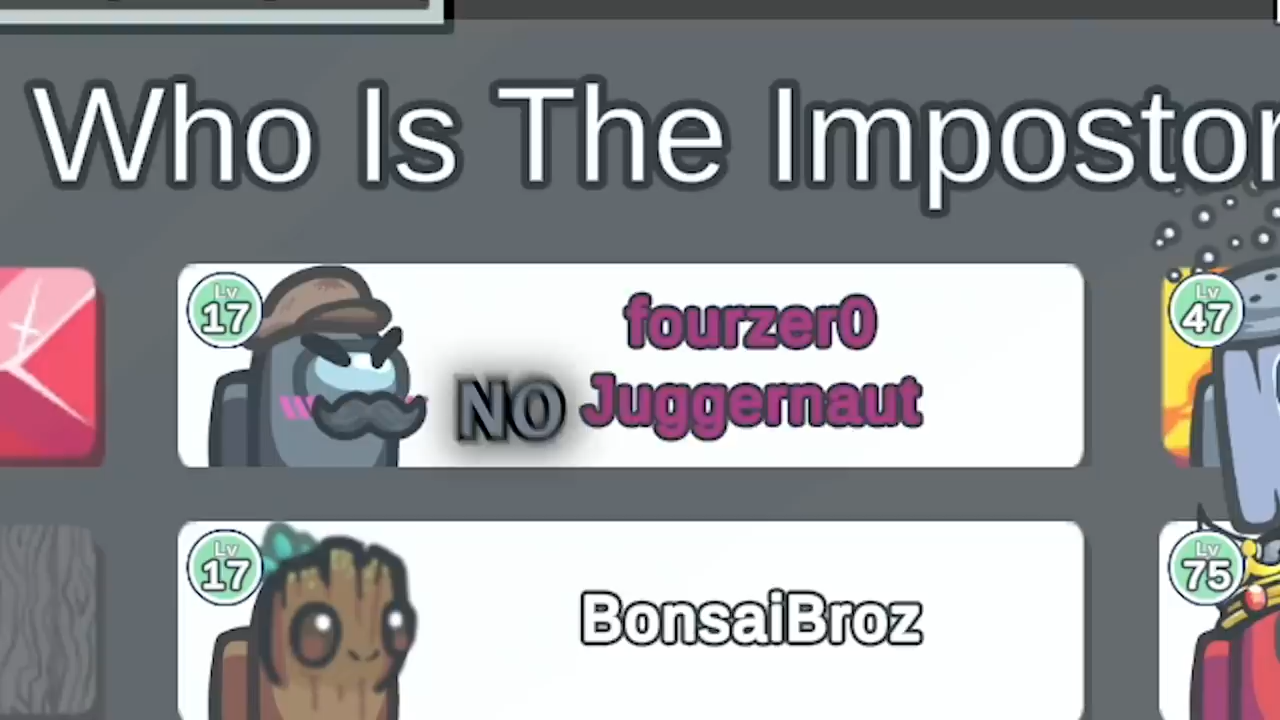 Who Is The Impostor
Lv
17
fourzer0
NO Juggernaut
Lv
47
Lv
17
BonsaiBroz
Lv
75